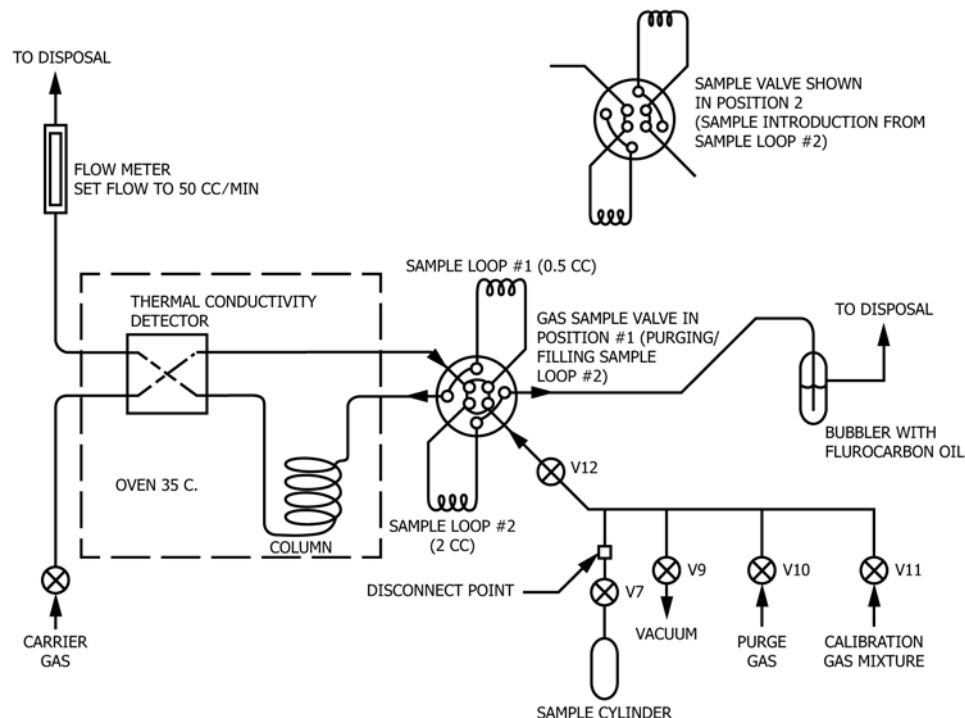 TO DISPOSAL
FLOW METER
SET FLOW TO 50 CC/MIN
SAMPLE VALVE SHOWN
IN POSITION 2
(SAMPLE INTRODUCTION FROM
SAMPLE LOOP #2)
SAMPLE LOOP #1 (0.5 CC)
THERMAL CONDUCTIVITY
DETECTOR
GAS SAMPLE VALVE IN
POSITION #1 (PURGING/
FILLING SAMPLE
LOOP #2)
TO DISPOSAL
BUBBLER WITH
FLUROCARBON OIL
V12
OVEN 35 C.
SAMPLE LOOP #2
(2 CC)
COLUMN
DISCONNECT POINT
V7
V9
V10
V11
CARRIER
GAS
VACUUM
PURGE
GAS
CALIBRATION
GAS MIXTURE
SAMPLE CYLINDER